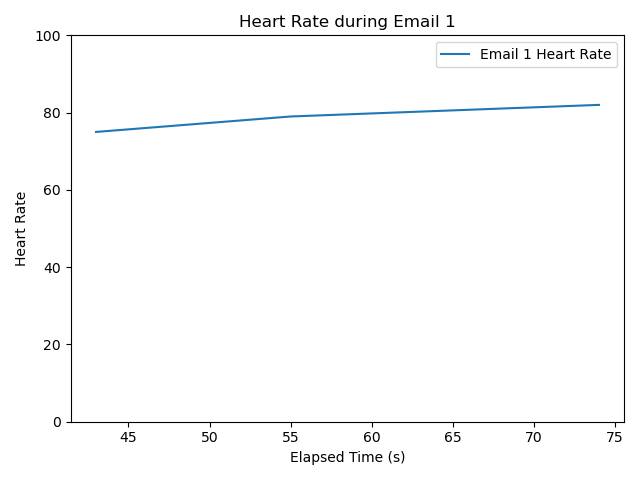 Heart Rate during Email 1
Email 1 Heart Rate
100
80
60
40
20
0
Heart Rate
45 50 55 60 65 70 75
Elapsed Time (s)